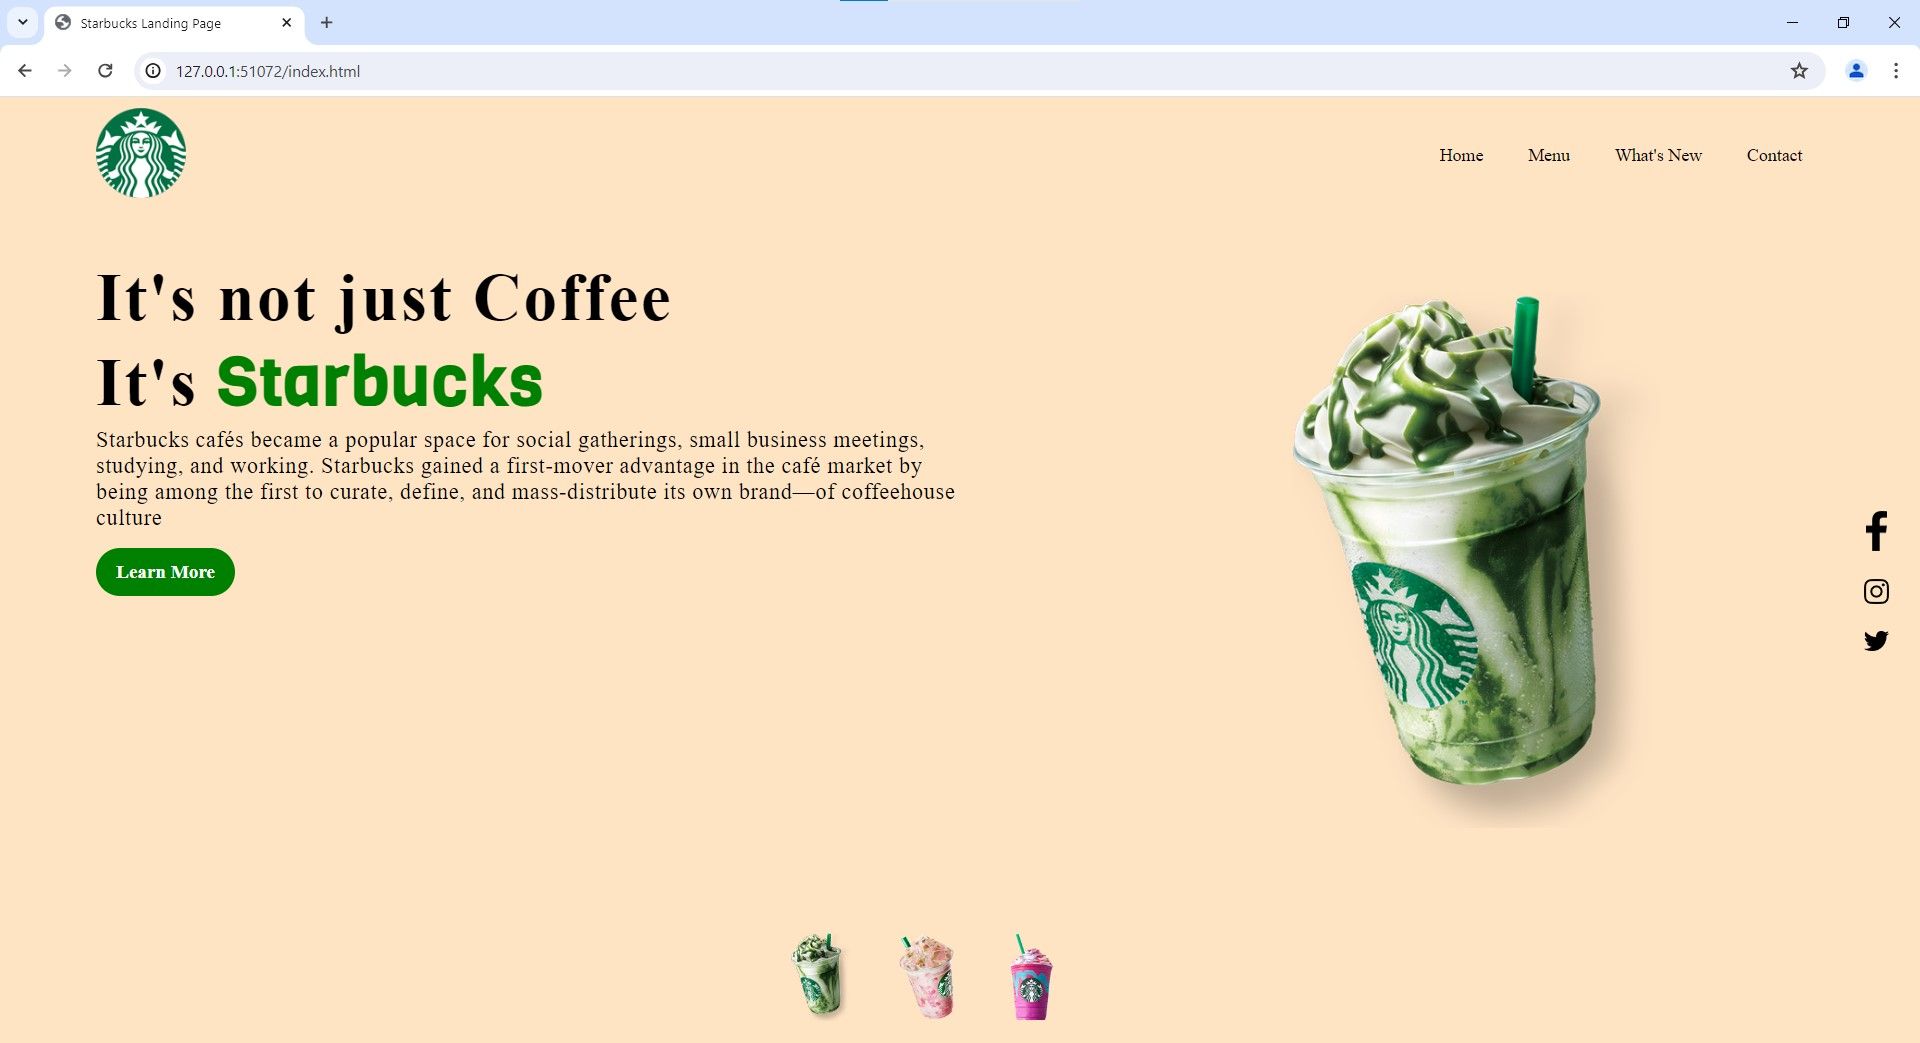 Starbucks Landing Page
127.0.0.1:51072/index.html
Home Menu What's New Contact
It's not just Coffee
It's Starbucks
Starbucks cafés became a popular space for social gatherings, small business meetings,
studying, and working. Starbucks gained a first-mover advantage in the café market by
being among the first to curate, define, and mass-distribute its own brand—of coffeehouse
culture
Learn More
TM